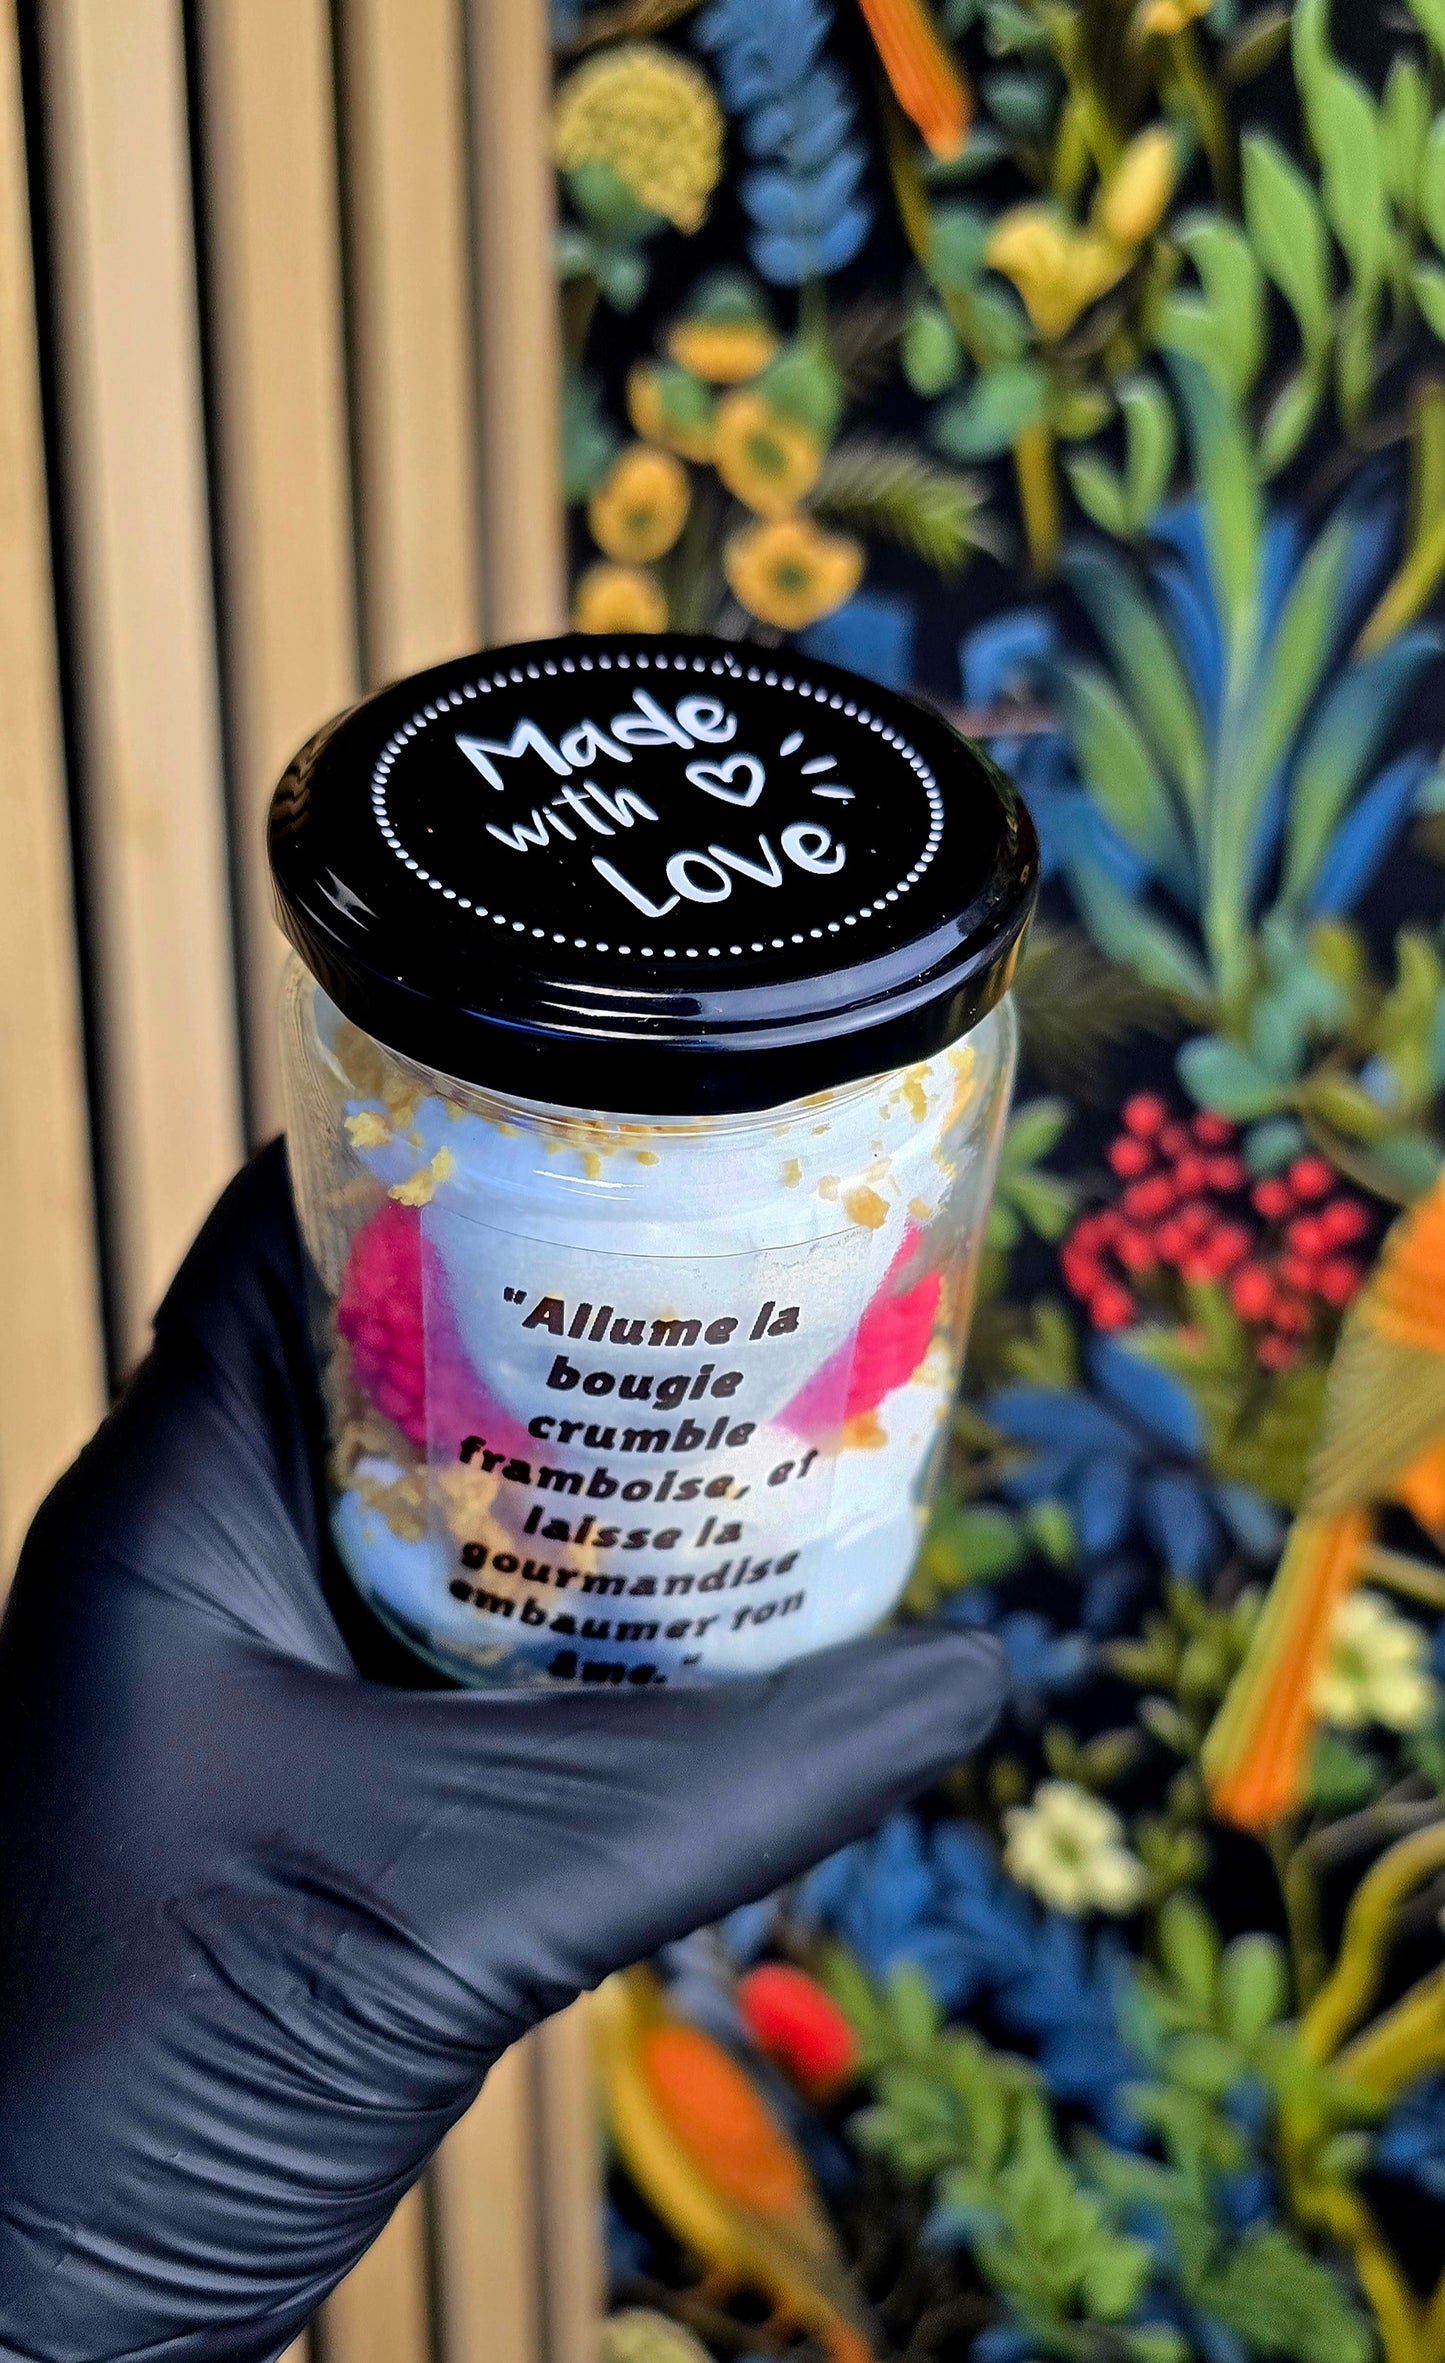 Made
with
Love
"Allume la
bougie
crumble
framboise, et
laisse la
gourmandise
embaumer ton
âme. "